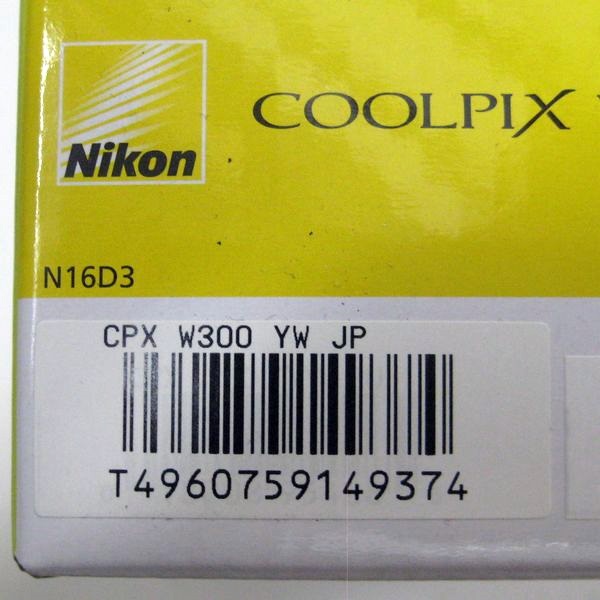 Nikon
COOLPIX
N16D3
CPX W300 YW JP
T4960759149374